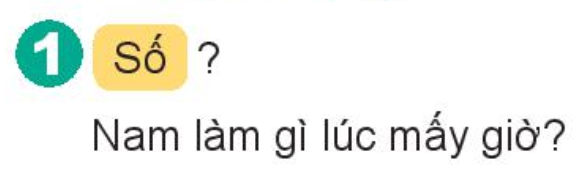 1 Số ?
Nam làm gì lúc mấy giờ?